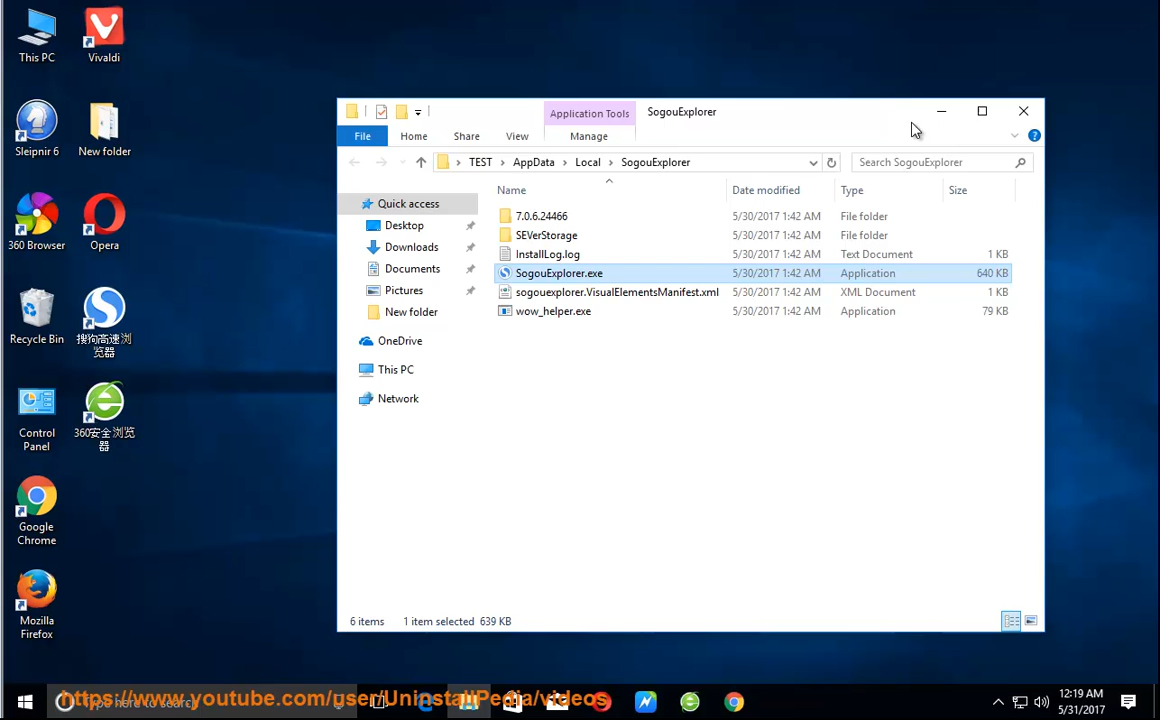 This PC
Vivaldi
Sleipnir 6
New folder
360 Browser
Opera
Recycle Bin
搜狗高速浏
览器
Control
Panel
360安全浏览
器
Google
Chrome
Mozilla
Firefox
Application Tools
SogouExplorer
File
Home
Share
View
Manage
TEST
AppData
Local
SogouExplorer
Search SogouExplorer
Name
Date modified
Type
Size
Quick access
Desktop
Downloads
Documents
Pictures
New folder
OneDrive
This PC
Network
7.0.6.24466 5/30/2017 1:42 AM File folder
SEVerStorage 5/30/2017 1:42 AM File folder
InstallLog.log 5/30/2017 1:42 AM Text Document 1 KB
SogouExplorer.exe 5/30/2017 1:42 AM Application 640 KB
sogouexplorer.VisualElementsManifest.xml 5/30/2017 1:42 AM XML Document 1 KB
wow_helper.exe 5/30/2017 1:42 AM Application 79 KB
6 items 1 item selected 639 KB
https://www.youtube.com/user/UninstallPedia/videos
Type here to search
12:19 AM
5/31/2017